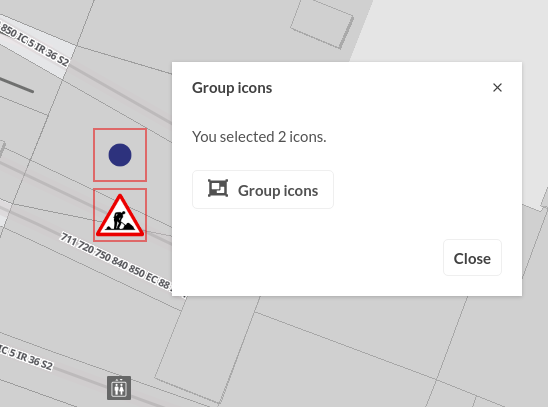 850 IC 5 IR 36 S2
Group icons
×
You selected 2 icons.
Group icons
711 720 750 840 850 EC 88
Close
IC 5 IR 36 S2